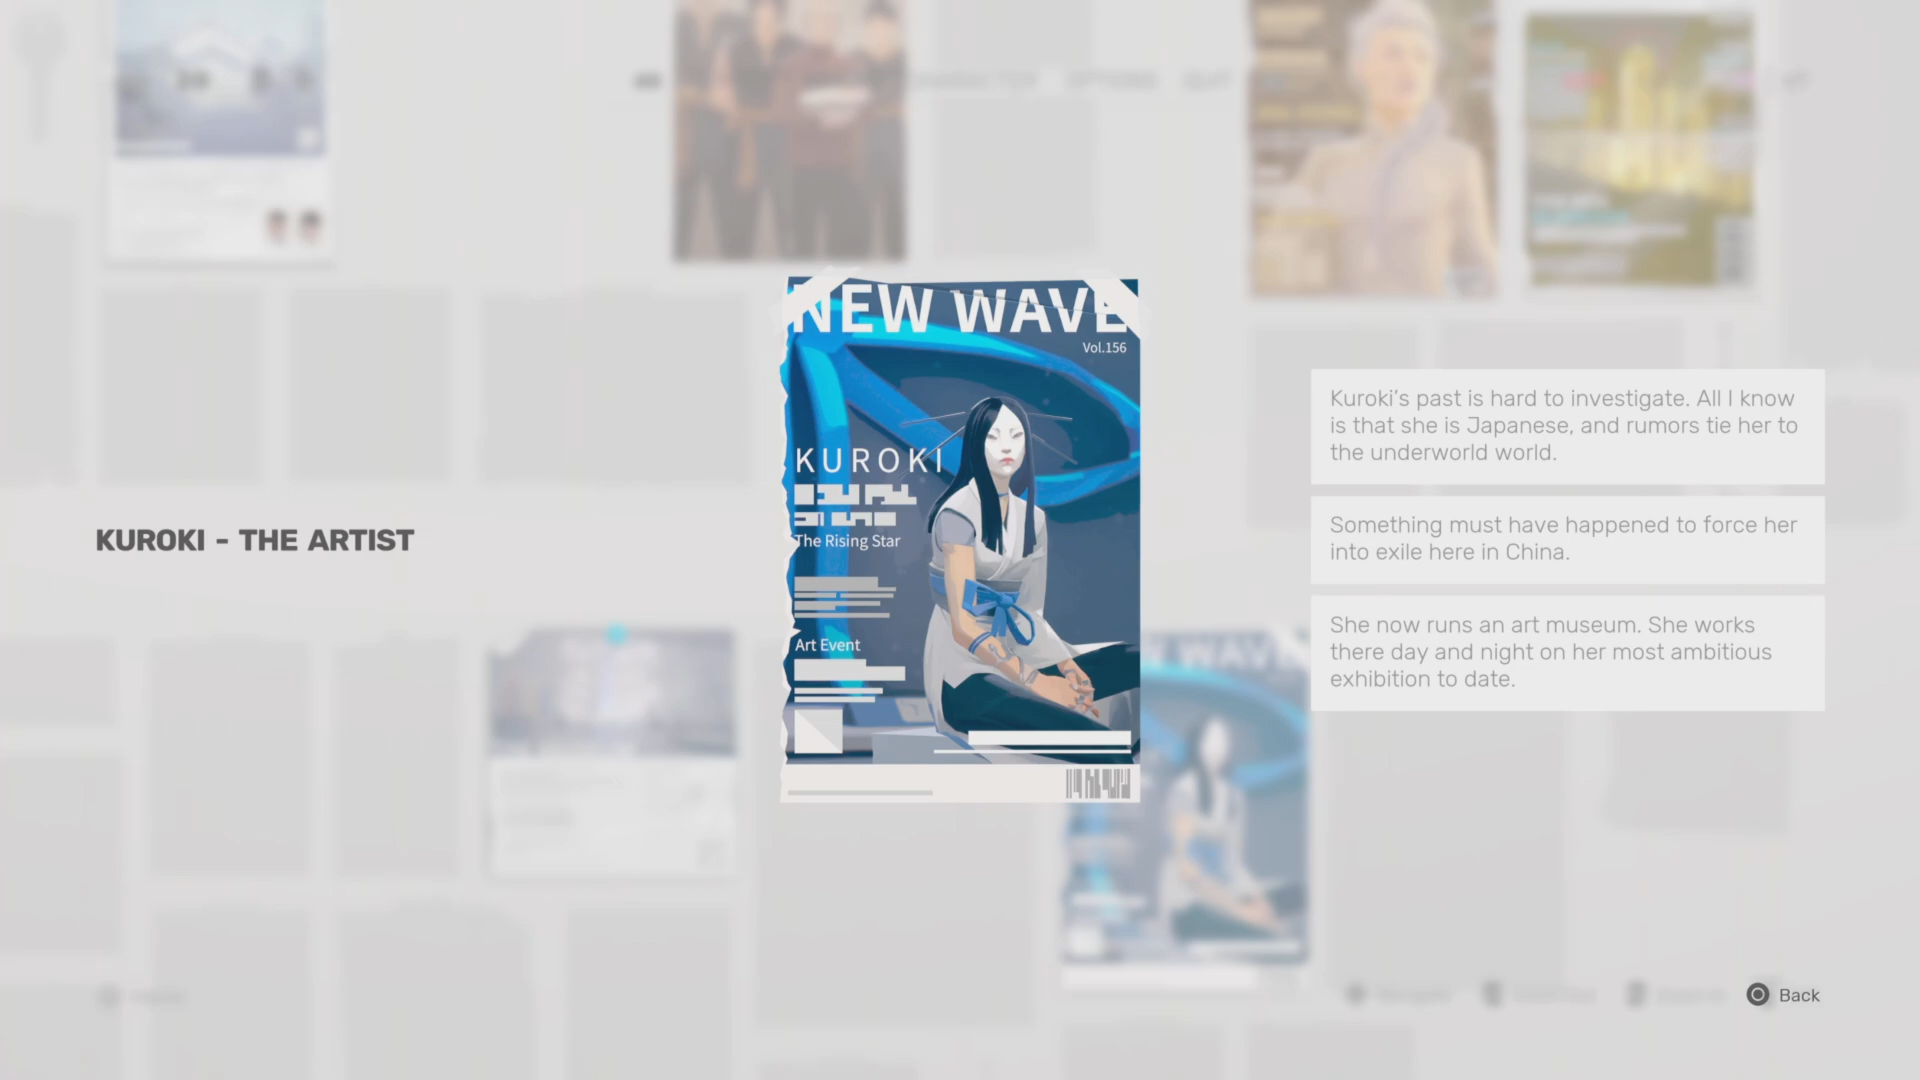 NEW WAVE
Vol.156
KUROKI
The Rising Star
Art Event
KUROKI - THE ARTIST
Kuroki's past is hard to investigate. All I know
is that she is Japanese, and rumors tie her to
the underworld world.
Something must have happened to force her
into exile here in China.
She now runs an art museum. She works
there day and night on her most ambitious
exhibition to date.
Back